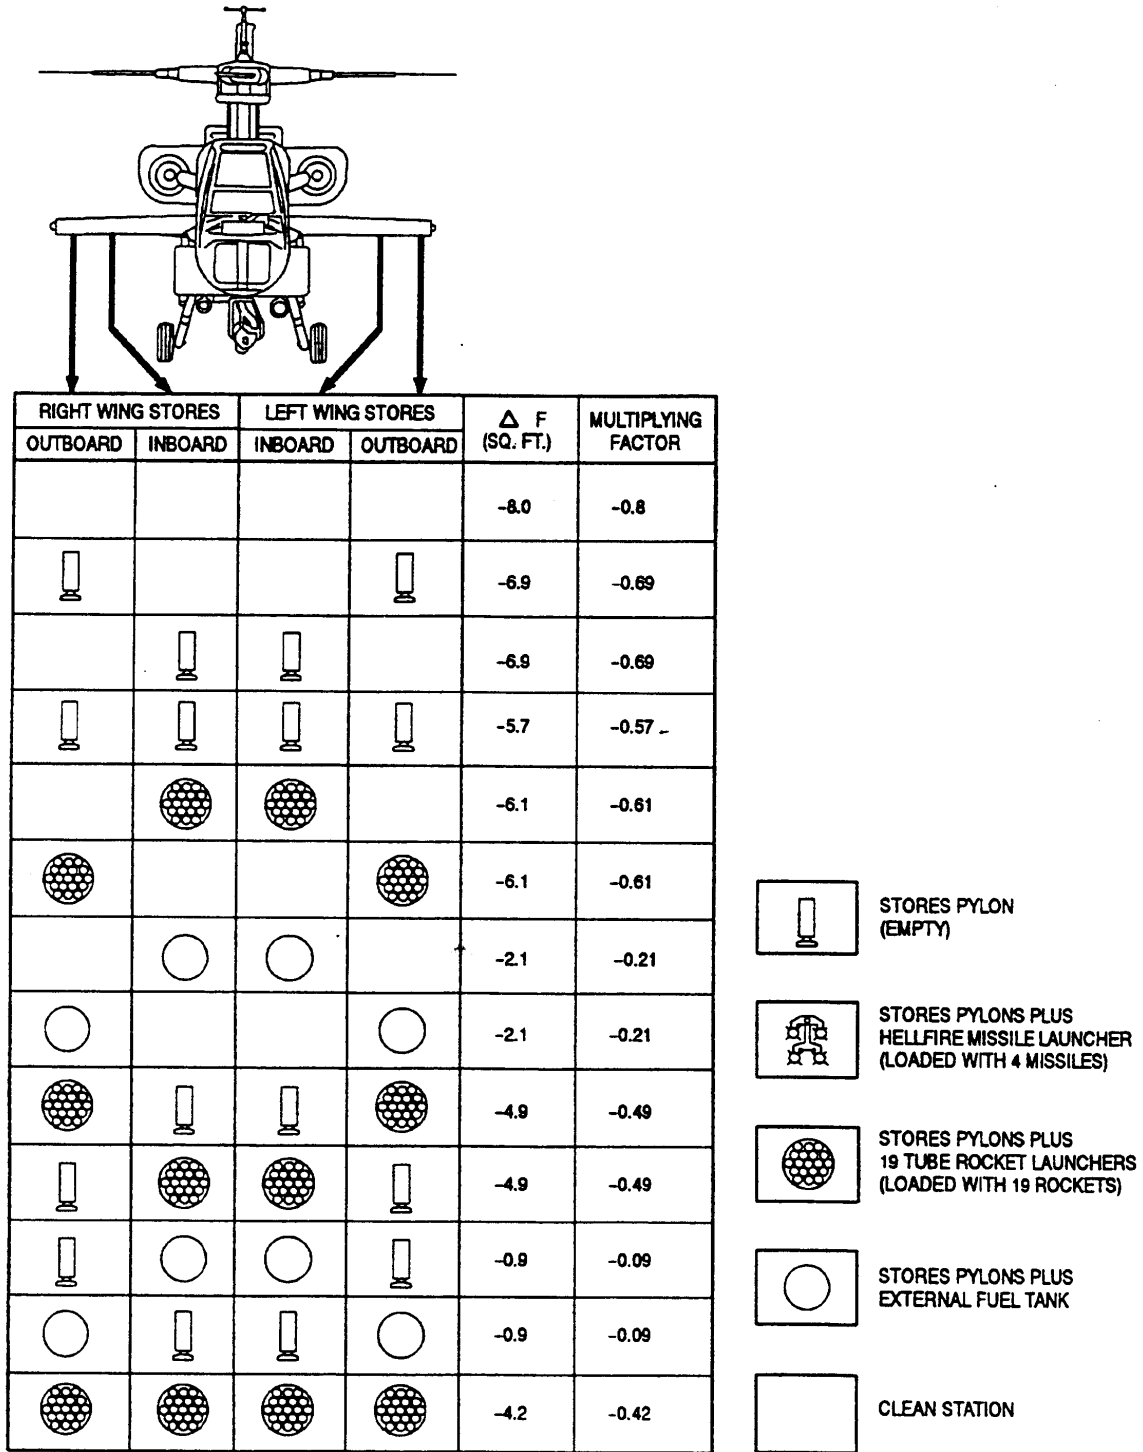 RIGHT WING STORES LEFT WING STORES Δ F (SQ. FT.) MULTIPLYING FACTOR
OUTBOARD INBOARD INBOARD OUTBOARD
-8.0 -0.8
-6.9 -0.69
-6.9 -0.69
-5.7 -0.57
-6.1 -0.61
-6.1 -0.61
-2.1 -0.21
-2.1 -0.21
-4.9 -0.49
-4.9 -0.49
-0.9 -0.09
-0.9 -0.09
-4.2 -0.42
STORES PYLON
(EMPTY)
STORES PYLONS PLUS
HELLFIRE MISSILE LAUNCHER
(LOADED WITH 4 MISSILES)
STORES PYLONS PLUS
19 TUBE ROCKET LAUNCHERS
(LOADED WITH 19 ROCKETS)
STORES PYLONS PLUS
EXTERNAL FUEL TANK
CLEAN STATION